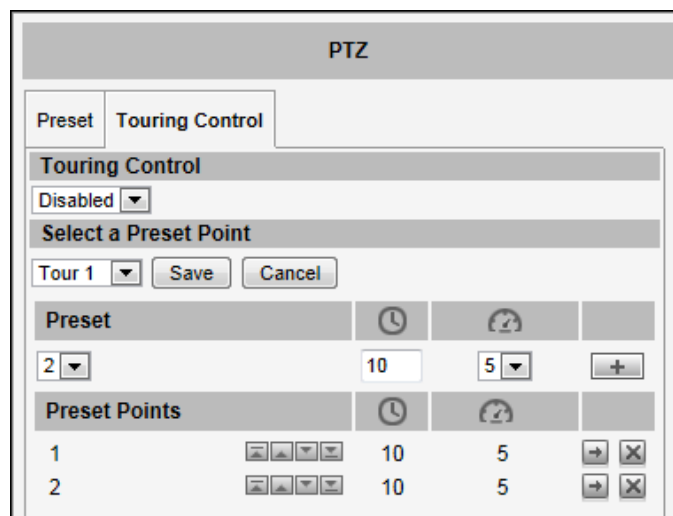 PTZ
Preset Touring Control
Touring Control
Disabled
Select a Preset Point
Tour 1 Save Cancel
Preset
2 10 5 +
Preset Points
1 10 5
2 10 5